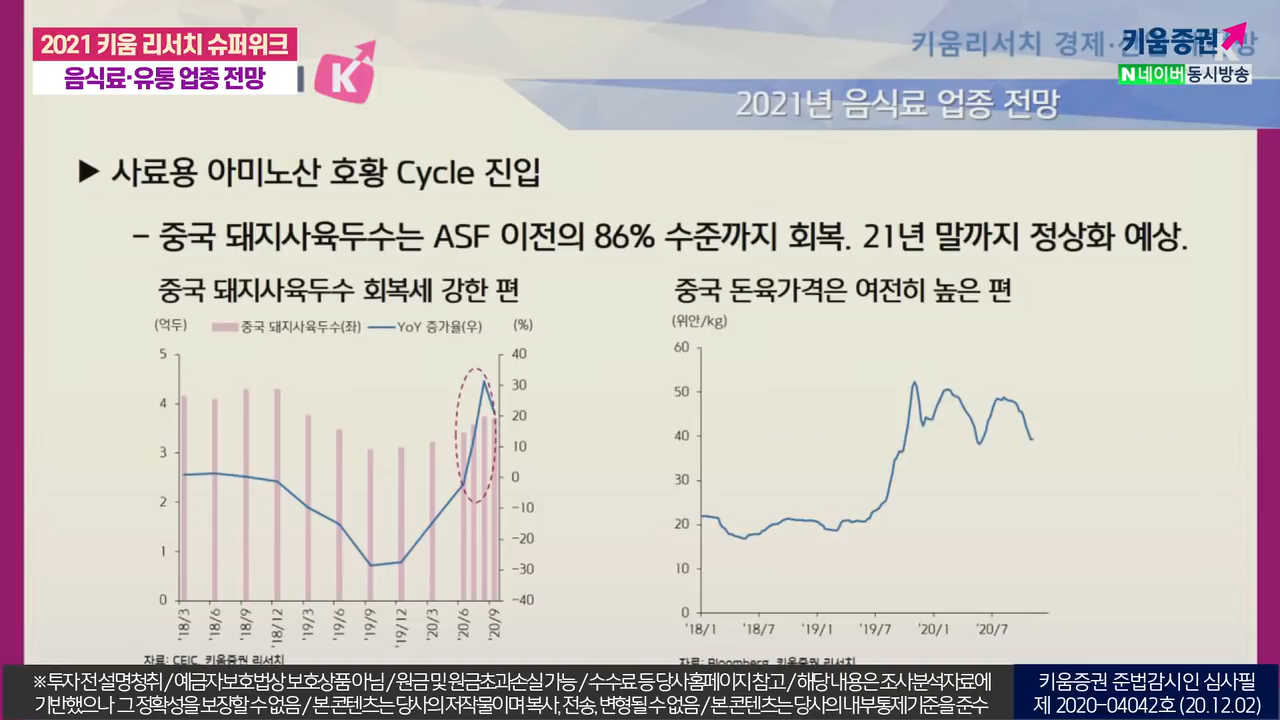 2021 키움 리서치 슈퍼위크
음식료·유통 업종 전망
K
키움리서치 경제·산
키움증권
N네이버 동시방송
2021년 음식료 업종 전망
▶ 사료용 아미노산 호황 Cycle 진입
– 중국 돼지사육두수는 ASF 이전의 86% 수준까지 회복. 21년 말까지 정상화 예상.
중국 돼지사육두수 회복세 강한 편
(억두) 중국 돼지사육두수(좌) YoY 증가율(우) (%)
5 40
30
4
20
3 10
0
2 -10
-20
1
-30
0 -40
'18/3 '18/6 '18/9 '18/12 '19/3 '19/6 '19/9 '19/12 '20/3 '20/6 '20/9
자료: CEIC, 키움증권 리서치
중국 돈육가격은 여전히 높은 편
(위안/kg)
60
50
40
30
20
10
0
'18/1 '18/7 '19/1 '19/7 '20/1 '20/7
자료: Bloomberg, 키움증권 리서치
※ 투자 전 설명청취 / 예금자보호법상 보호상품 아님 / 원금 및 원금초과손실 가능 / 수수료 등 당사홈페이지 참고 / 해당 내용은 조사분석자료에
기반했으나 그 정확성을 보장할 수 없음 / 본 콘텐츠는 당사의 저작물이며 복사, 전송, 변형될 수 없음 / 본 콘텐츠는 당사의 내부통제기준을 준수
키움증권 준법감시인 심사필
제 2020-04042호 (20.12.02)